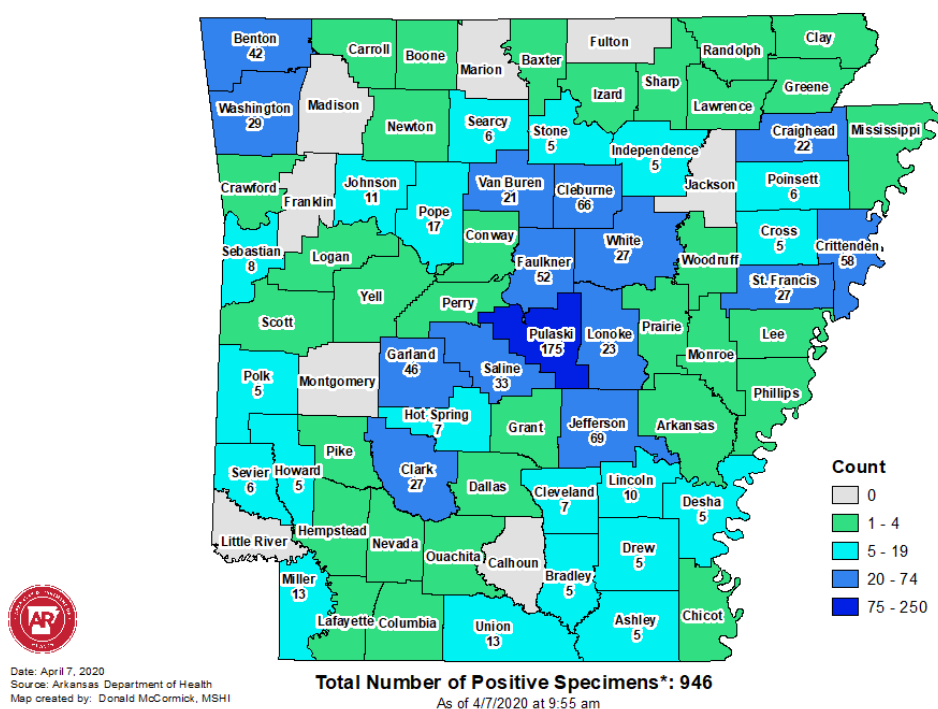 Benton
42
Carroll
Boone
Marion
Baxter
Fulton
Randolph
Clay
Washington
29
Madison
Newton
Searcy
6
Stone
5
Izard
Sharp
Lawrence
Greene
Independence
5
Craighead
22
Mississippi
Crawford
Franklin
Johnson
11
Pope
17
Van Buren
21
Cleburne
66
Jackson
Poinsett
6
Sebastian
8
Logan
Conway
Faulkner
52
White
27
Woodruff
Cross
5
Crittenden
58
St. Francis
27
Scott
Yell
Perry
Pulaski
175
Lonoke
23
Prairie
Monroe
Lee
Phillips
Polk
5
Montgomery
Garland
46
Saline
33
Hot Spring
7
Grant
Jefferson
69
Arkansas
Sevier
6
Howard
5
Pike
Clark
27
Dallas
Cleveland
7
Lincoln
10
Desha
5
Little River
Hempstead
Nevada
Ouachita
Calhoun
Bradley
5
Drew
5
Miller
13
Lafayette
Columbia
Union
13
Ashley
5
Chicot
Count
0
1 - 4
5 - 19
20 - 74
75 - 250
AR
Date: April 7, 2020
Source: Arkansas Department of Health
Map created by: Donald McCormick, MSHI
Total Number of Positive Specimens*: 946
As of 4/7/2020 at 9:55 am